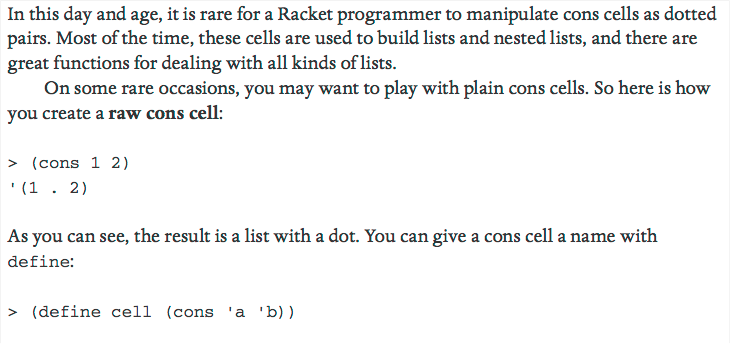 In this day and age, it is rare for a Racket programmer to manipulate cons cells as dotted
pairs. Most of the time, these cells are used to build lists and nested lists, and there are
great functions for dealing with all kinds of lists.
On some rare occasions, you may want to play with plain cons cells. So here is how
you create a raw cons cell:
> (cons 1 2)
'(1 . 2)
As you can see, the result is a list with a dot. You can give a cons cell a name with
define:
> (define cell (cons 'a 'b))